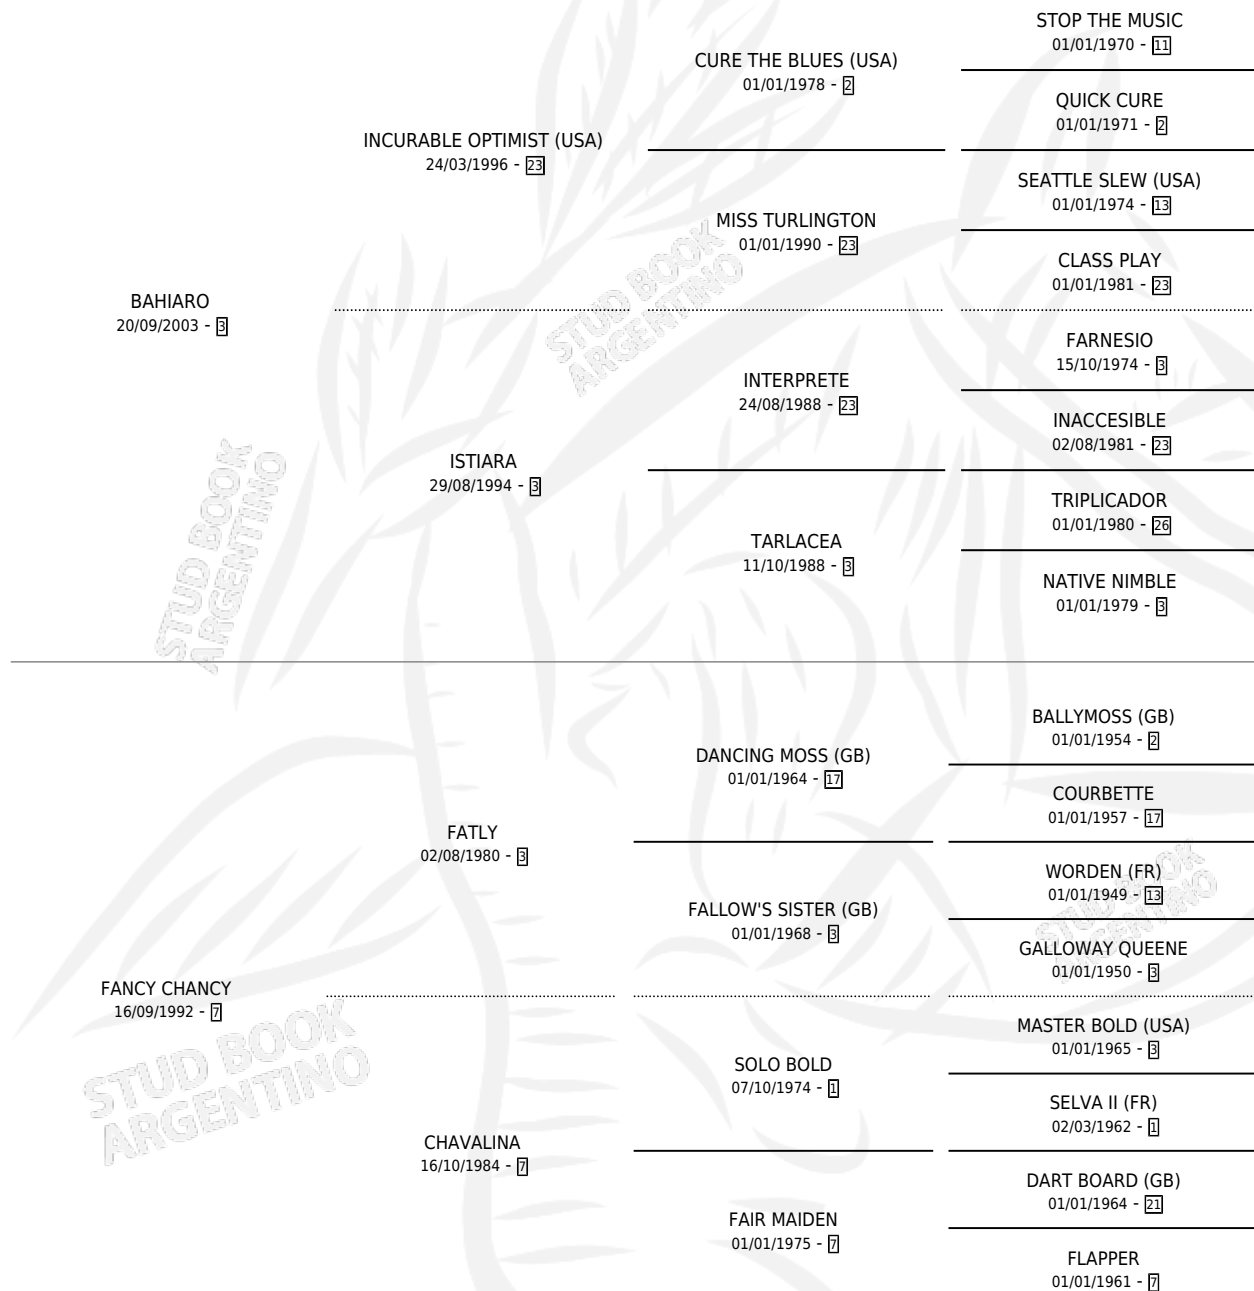 STOP THE MUSIC
01/01/1970 - 11
CURE THE BLUES (USA)
01/01/1978 - 2
QUICK CURE
01/01/1971 - 2
INCURABLE OPTIMIST (USA)
24/03/1996 - 23
SEATTLE SLEW (USA)
01/01/1974 - 13
MISS TURLINGTON
01/01/1990 - 23
CLASS PLAY
01/01/1981 - 23
BAHIARO
20/09/2003 - 3
STUD BOOK
ARGENTINO
FARNESIO
15/10/1974 - 3
INTERPRETE
24/08/1988 - 23
INACCESIBLE
02/08/1981 - 23
ISTIARA
29/08/1994 - 3
TRIPLICADOR
01/01/1980 - 26
TARLACEA
11/10/1988 - 3
NATIVE NIMBLE
01/01/1979 - 3
STUD BOOK
ARGENTINO
BALLYMOSS (GB)
01/01/1954 - 2
DANCING MOSS (GB)
01/01/1964 - 17
COURBETTE
01/01/1957 - 17
FATLY
02/08/1980 - 3
WORDEN (FR)
01/01/1949 - 13
FALLOW'S SISTER (GB)
01/01/1968 - 3
GALLOWAY QUEENE
01/01/1950 - 3
STUD BOOK
ARGENTINO
FANCY CHANCY
16/09/1992 - 7
MASTER BOLD (USA)
01/01/1965 - 3
SOLO BOLD
07/10/1974 - 1
SELVA II (FR)
02/03/1962 - 1
STUD BOOK
ARGENTINO
CHAVALINA
16/10/1984 - 7
DART BOARD (GB)
01/01/1964 - 21
FAIR MAIDEN
01/01/1975 - 7
FLAPPER
01/01/1961 - 7